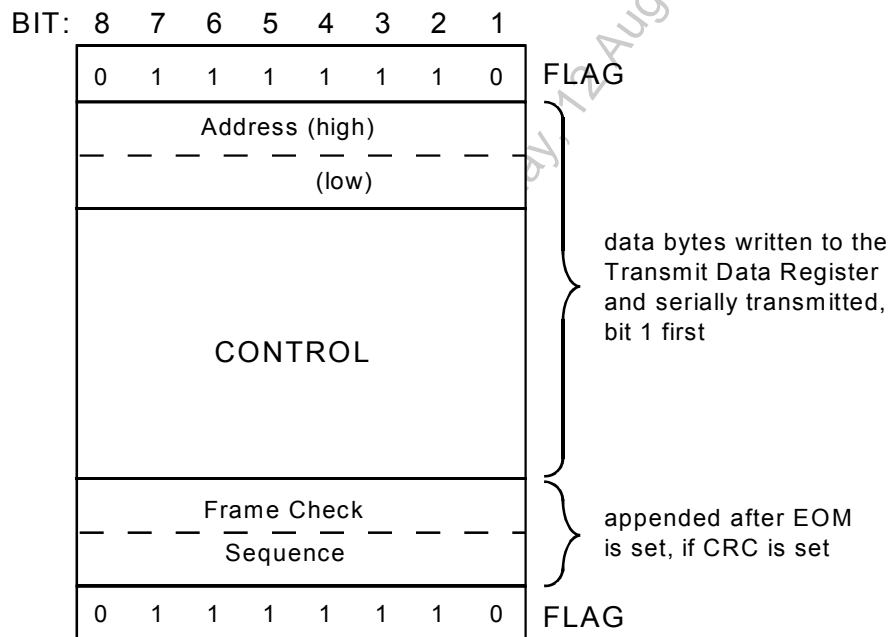 BIT: 8 7 6 5 4 3 2 1
0 1 1 1 1 1 1 0 FLAG
Address (high)
(low)
CONTROL
data bytes written to the
Transmit Data Register
and serially transmitted,
bit 1 first
Frame Check
Sequence
appended after EOM
is set, if CRC is set
0 1 1 1 1 1 1 0 FLAG
ay, 12 Aug